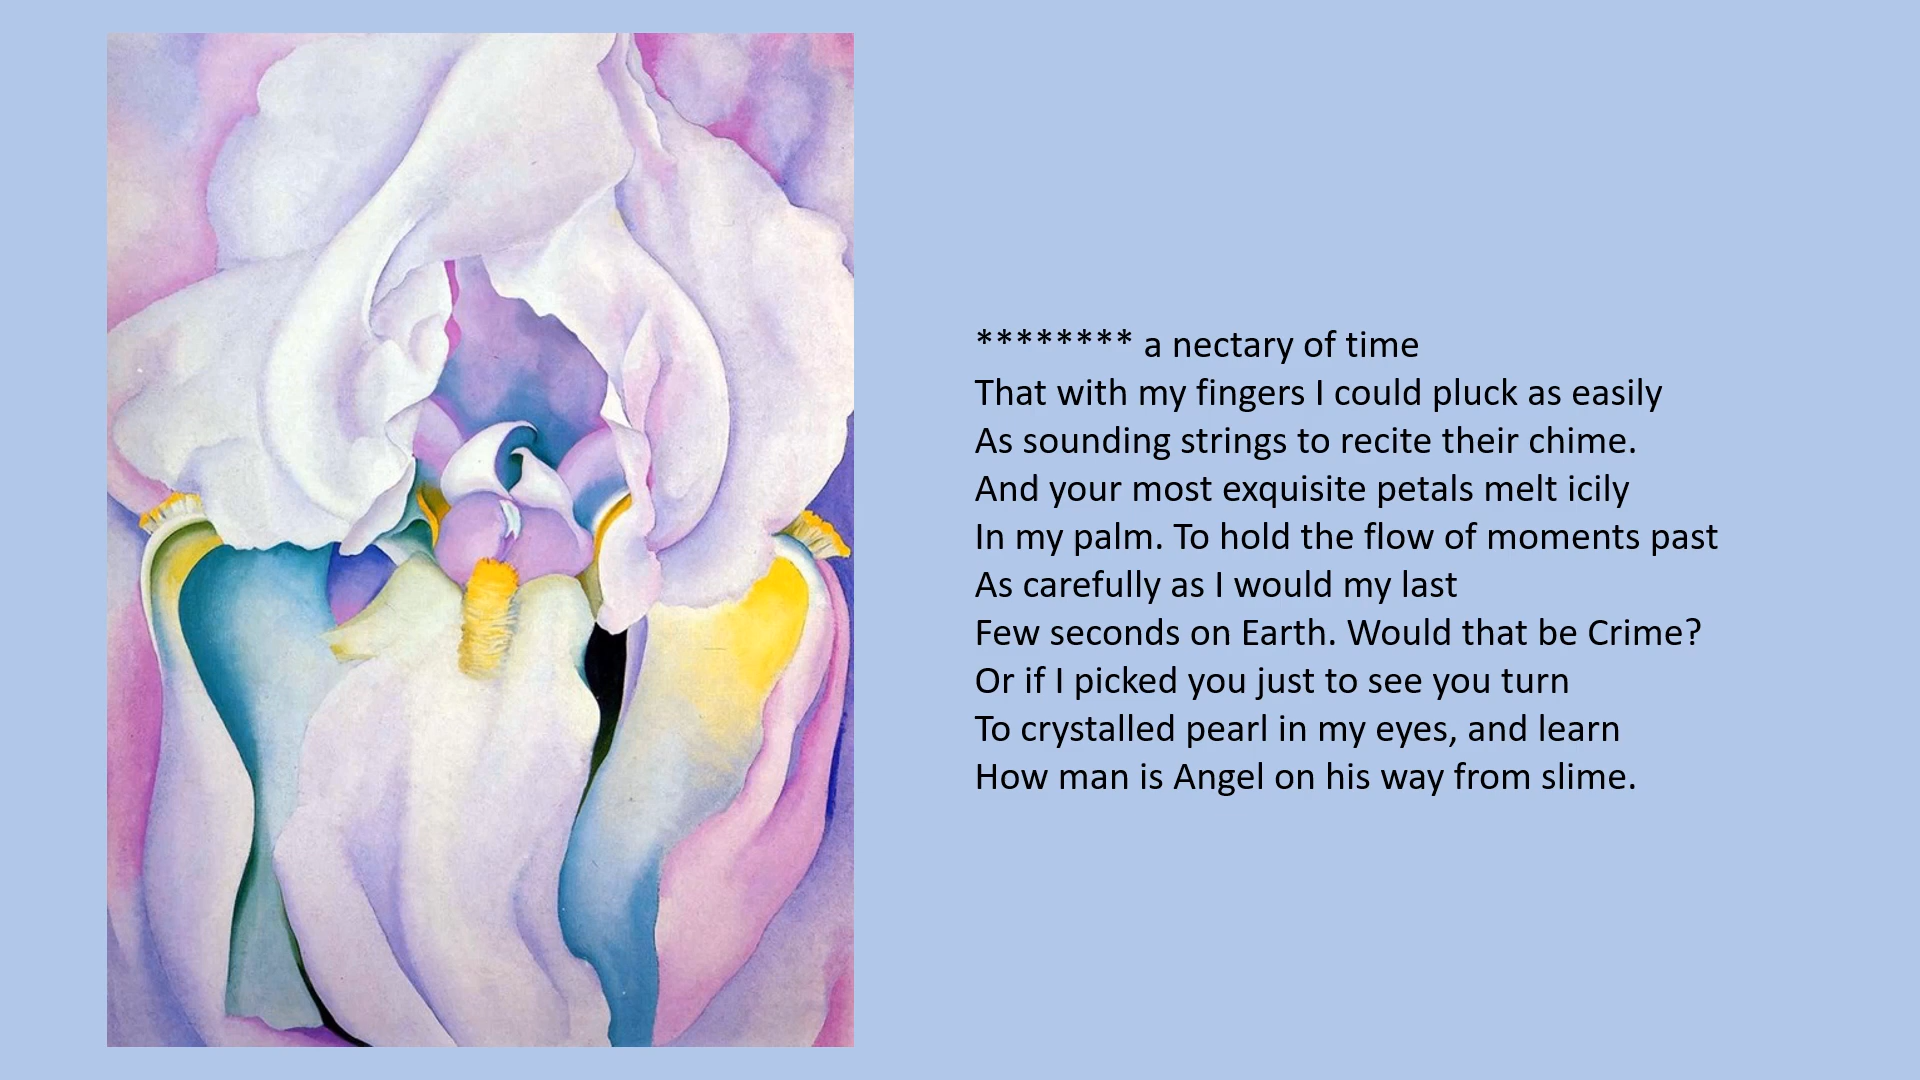 ******** a nectary of time
That with my fingers I could pluck as easily
As sounding strings to recite their chime.
And your most exquisite petals melt icily
In my palm. To hold the flow of moments past
As carefully as I would my last
Few seconds on Earth. Would that be Crime?
Or if I picked you just to see you turn
To crystalled pearl in my eyes, and learn
How man is Angel on his way from slime.